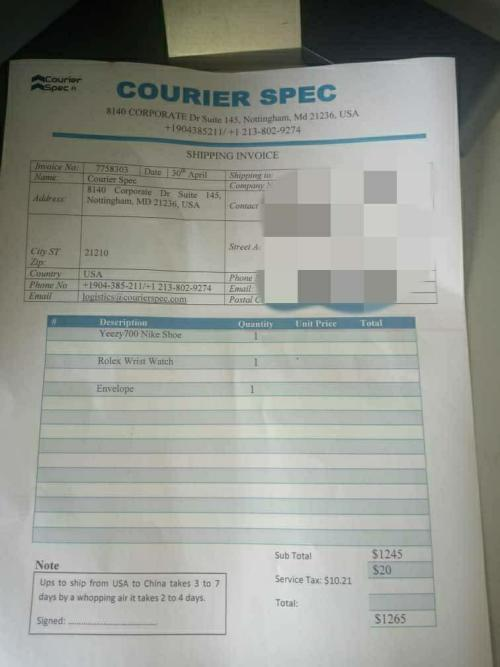 Courier
Spec
COURIER SPEC
8140 CORPORATE Dr Suite 145, Nottingham, Md 21236, USA
+1904385211/ +1 213-802-9274
SHIPPING INVOICE
Invoice No: 7758303 Date 30th April Shipping to:
Name: Courier Spec Company N
Address: 8140 Corporate Dr Suite 145, Nottingham, MD 21236, USA Contact
City ST Zip: 21210 Street A
Country USA Phone
Phone No +1904-385-211/+1 213-802-9274 Email
Email logistics@courierspec.com Postal C
# Description Quantity Unit Price Total
Yeezy700 Nike Shoe 1
Rolex Wrist Watch 1
Envelope 1
Sub Total $1245
$20
Service Tax: $10.21
Total:
$1265
Note
Ups to ship from USA to China takes 3 to 7
days by a whopping air it takes 2 to 4 days.
Signed: ................................